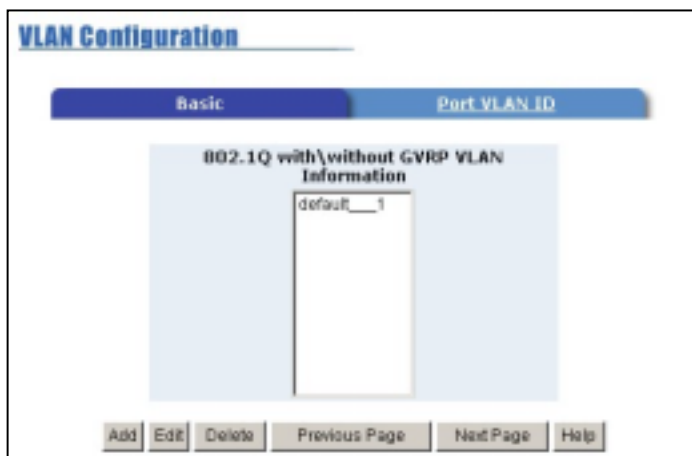 VLAN Configuration
Basic
Port VLAN ID
802.1Q with\without GVRP VLAN
Information
default___1
Add
Edit
Delete
Previous Page
Next Page
Help